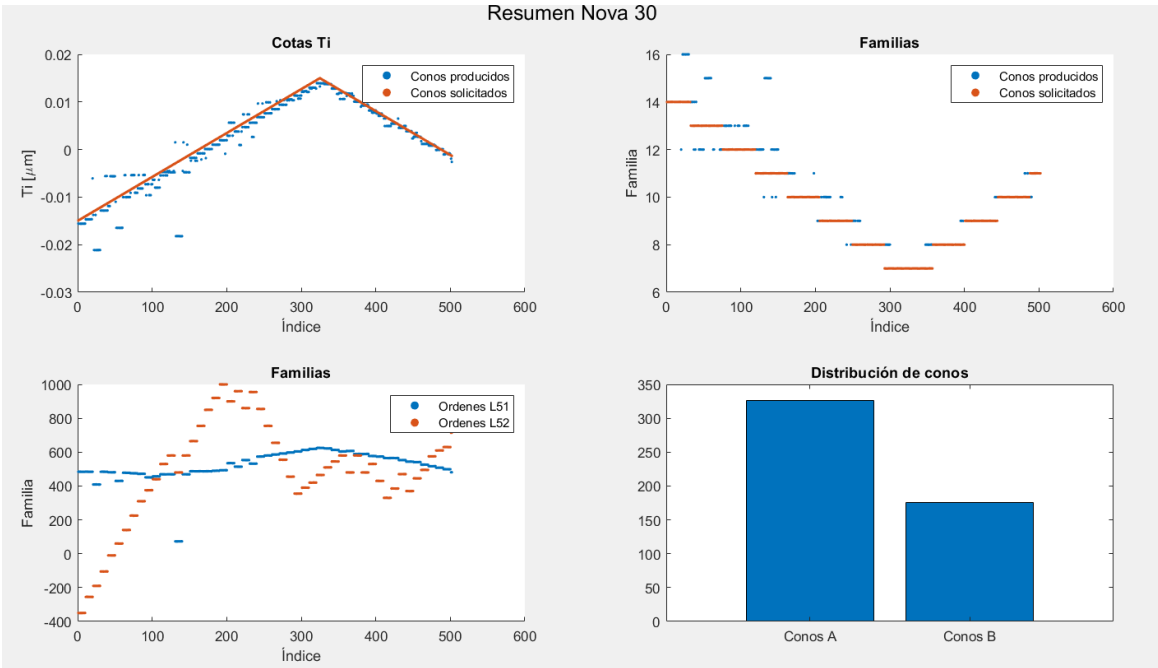 Resumen Nova 30
Cotas Ti
0.02
0.01
0
-0.01
-0.02
-0.03
Ti [μm]
0 100 200 300 400 500 600
Índice
Conos producidos
Conos solicitados
Familias
16
14
12
10
8
6
Familia
0 100 200 300 400 500 600
Índice
Conos producidos
Conos solicitados
Familias
1000
800
600
400
200
0
-200
-400
Familia
0 100 200 300 400 500 600
Índice
Ordenes L51
Ordenes L52
Distribución de conos
350
300
250
200
150
100
50
0
Conos A Conos B